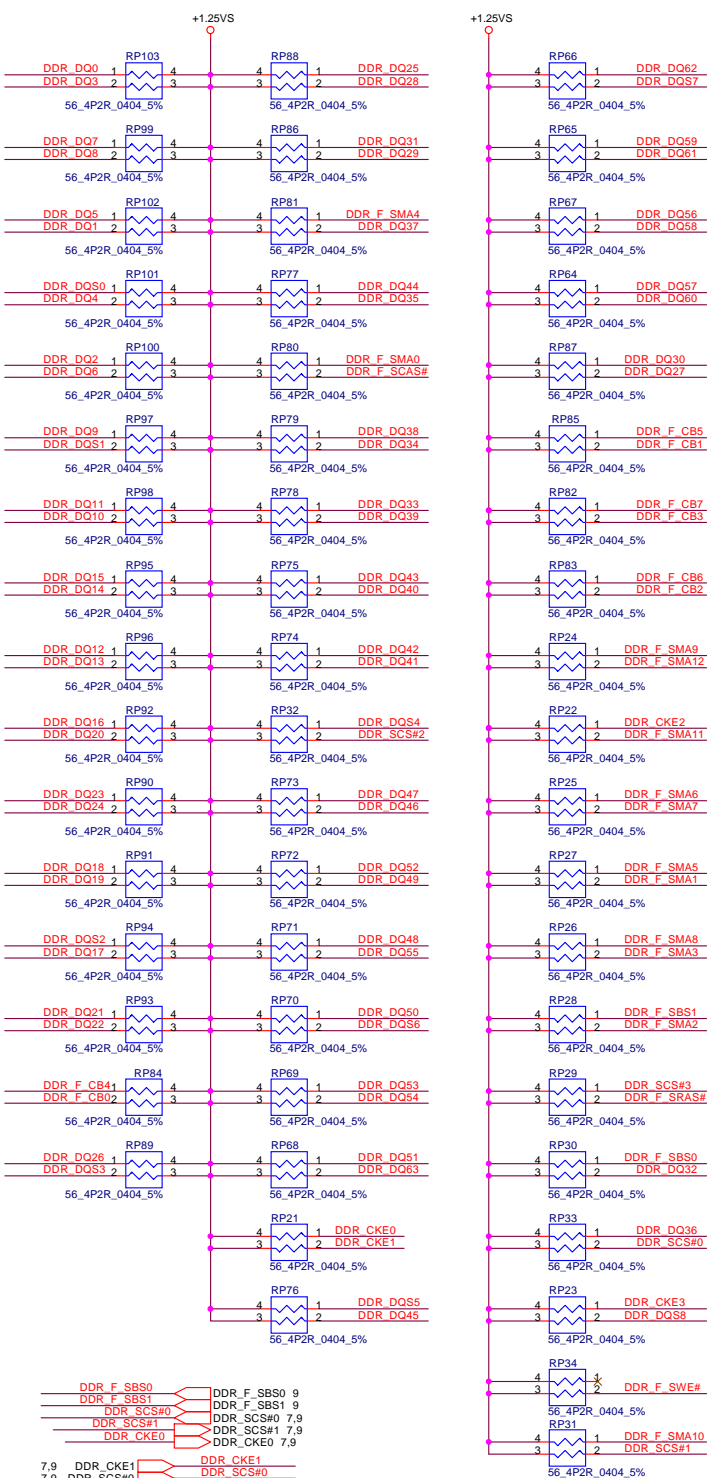 +1.25VS +1.25VS
RP103 RP88 RP66
DDR_DQ0 1 4 4 1 DDR_DQ25 4 1 DDR_DQ62
DDR_DQ3 2 3 3 2 DDR_DQ28 3 2 DDR_DQS7
56_4P2R_0404_5% 56_4P2R_0404_5% 56_4P2R_0404_5%
RP99 RP86 RP65
DDR_DQ7 1 4 4 1 DDR_DQ31 4 1 DDR_DQ59
DDR_DQ8 2 3 3 2 DDR_DQ29 3 2 DDR_DQ61
56_4P2R_0404_5% 56_4P2R_0404_5% 56_4P2R_0404_5%
RP102 RP81 RP67
DDR_DQ5 1 4 4 1 DDR_F_SMA4 4 1 DDR_DQ56
DDR_DQ1 2 3 3 2 DDR_DQ37 3 2 DDR_DQ58
56_4P2R_0404_5% 56_4P2R_0404_5% 56_4P2R_0404_5%
RP101 RP77 RP64
DDR_DQS0 1 4 4 1 DDR_DQ44 4 1 DDR_DQ57
DDR_DQ4 2 3 3 2 DDR_DQ35 3 2 DDR_DQ60
56_4P2R_0404_5% 56_4P2R_0404_5% 56_4P2R_0404_5%
RP100 RP80 RP87
DDR_DQ2 1 4 4 1 DDR_F_SMA0 4 1 DDR_DQ30
DDR_DQ6 2 3 3 2 DDR_F_SCAS# 3 2 DDR_DQ27
56_4P2R_0404_5% 56_4P2R_0404_5% 56_4P2R_0404_5%
RP97 RP79 RP85
DDR_DQ9 1 4 4 1 DDR_DQ38 4 1 DDR_F_CB5
DDR_DQS1 2 3 3 2 DDR_DQ34 3 2 DDR_F_CB1
56_4P2R_0404_5% 56_4P2R_0404_5% 56_4P2R_0404_5%
RP98 RP78 RP82
DDR_DQ11 1 4 4 1 DDR_DQ33 4 1 DDR_F_CB7
DDR_DQ10 2 3 3 2 DDR_DQ39 3 2 DDR_F_CB3
56_4P2R_0404_5% 56_4P2R_0404_5% 56_4P2R_0404_5%
RP95 RP75 RP83
DDR_DQ15 1 4 4 1 DDR_DQ43 4 1 DDR_F_CB6
DDR_DQ14 2 3 3 2 DDR_DQ40 3 2 DDR_F_CB2
56_4P2R_0404_5% 56_4P2R_0404_5% 56_4P2R_0404_5%
RP96 RP74 RP24
DDR_DQ12 1 4 4 1 DDR_DQ42 4 1 DDR_F_SMA9
DDR_DQ13 2 3 3 2 DDR_DQ41 3 2 DDR_F_SMA12
56_4P2R_0404_5% 56_4P2R_0404_5% 56_4P2R_0404_5%
RP92 RP32 RP22
DDR_DQ16 1 4 4 1 DDR_DQS4 4 1 DDR_CKE2
DDR_DQ20 2 3 3 2 DDR_SCS#2 3 2 DDR_F_SMA11
56_4P2R_0404_5% 56_4P2R_0404_5% 56_4P2R_0404_5%
RP90 RP73 RP25
DDR_DQ23 1 4 4 1 DDR_DQ47 4 1 DDR_F_SMA6
DDR_DQ24 2 3 3 2 DDR_DQ46 3 2 DDR_F_SMA7
56_4P2R_0404_5% 56_4P2R_0404_5% 56_4P2R_0404_5%
RP91 RP72 RP27
DDR_DQ18 1 4 4 1 DDR_DQ52 4 1 DDR_F_SMA5
DDR_DQ19 2 3 3 2 DDR_DQ49 3 2 DDR_F_SMA1
56_4P2R_0404_5% 56_4P2R_0404_5% 56_4P2R_0404_5%
RP94 RP71 RP26
DDR_DQS2 1 4 4 1 DDR_DQ48 4 1 DDR_F_SMA8
DDR_DQ17 2 3 3 2 DDR_DQ55 3 2 DDR_F_SMA3
56_4P2R_0404_5% 56_4P2R_0404_5% 56_4P2R_0404_5%
RP93 RP70 RP28
DDR_DQ21 1 4 4 1 DDR_DQ50 4 1 DDR_F_SBS1
DDR_DQ22 2 3 3 2 DDR_DQS6 3 2 DDR_F_SMA2
56_4P2R_0404_5% 56_4P2R_0404_5% 56_4P2R_0404_5%
RP84 RP69 RP29
DDR_F_CB4 1 4 4 1 DDR_DQ53 4 1 DDR_SCS#3
DDR_F_CB0 2 3 3 2 DDR_DQ54 3 2 DDR_F_SRAS#
56_4P2R_0404_5% 56_4P2R_0404_5% 56_4P2R_0404_5%
RP89 RP68 RP30
DDR_DQ26 1 4 4 1 DDR_DQ51 4 1 DDR_F_SBS0
DDR_DQS3 2 3 3 2 DDR_DQ63 3 2 DDR_DQ32
56_4P2R_0404_5% 56_4P2R_0404_5% 56_4P2R_0404_5%
RP21 RP33
4 1 DDR_CKE0 4 1 DDR_DQ36
3 2 DDR_CKE1 3 2 DDR_SCS#0
56_4P2R_0404_5% 56_4P2R_0404_5%
RP76 RP23
4 1 DDR_DQS5 4 1 DDR_CKE3
3 2 DDR_DQ45 3 2 DDR_DQS8
56_4P2R_0404_5% 56_4P2R_0404_5%
RP34
4 1
3 2 DDR_F_SWE#
56_4P2R_0404_5%
RP31
4 1 DDR_F_SMA10
3 2 DDR_SCS#1
56_4P2R_0404_5%
DDR_F_SBS0 DDR_F_SBS0 9
DDR_F_SBS1 DDR_F_SBS1 9
DDR_SCS#0 DDR_SCS#0 7,9
DDR_SCS#1 DDR_SCS#1 7,9
DDR_CKE0 DDR_CKE0 7,9
7,9 DDR_CKE1 DDR_CKE1
7,9 DDR_SCS#0 DDR_SCS#0